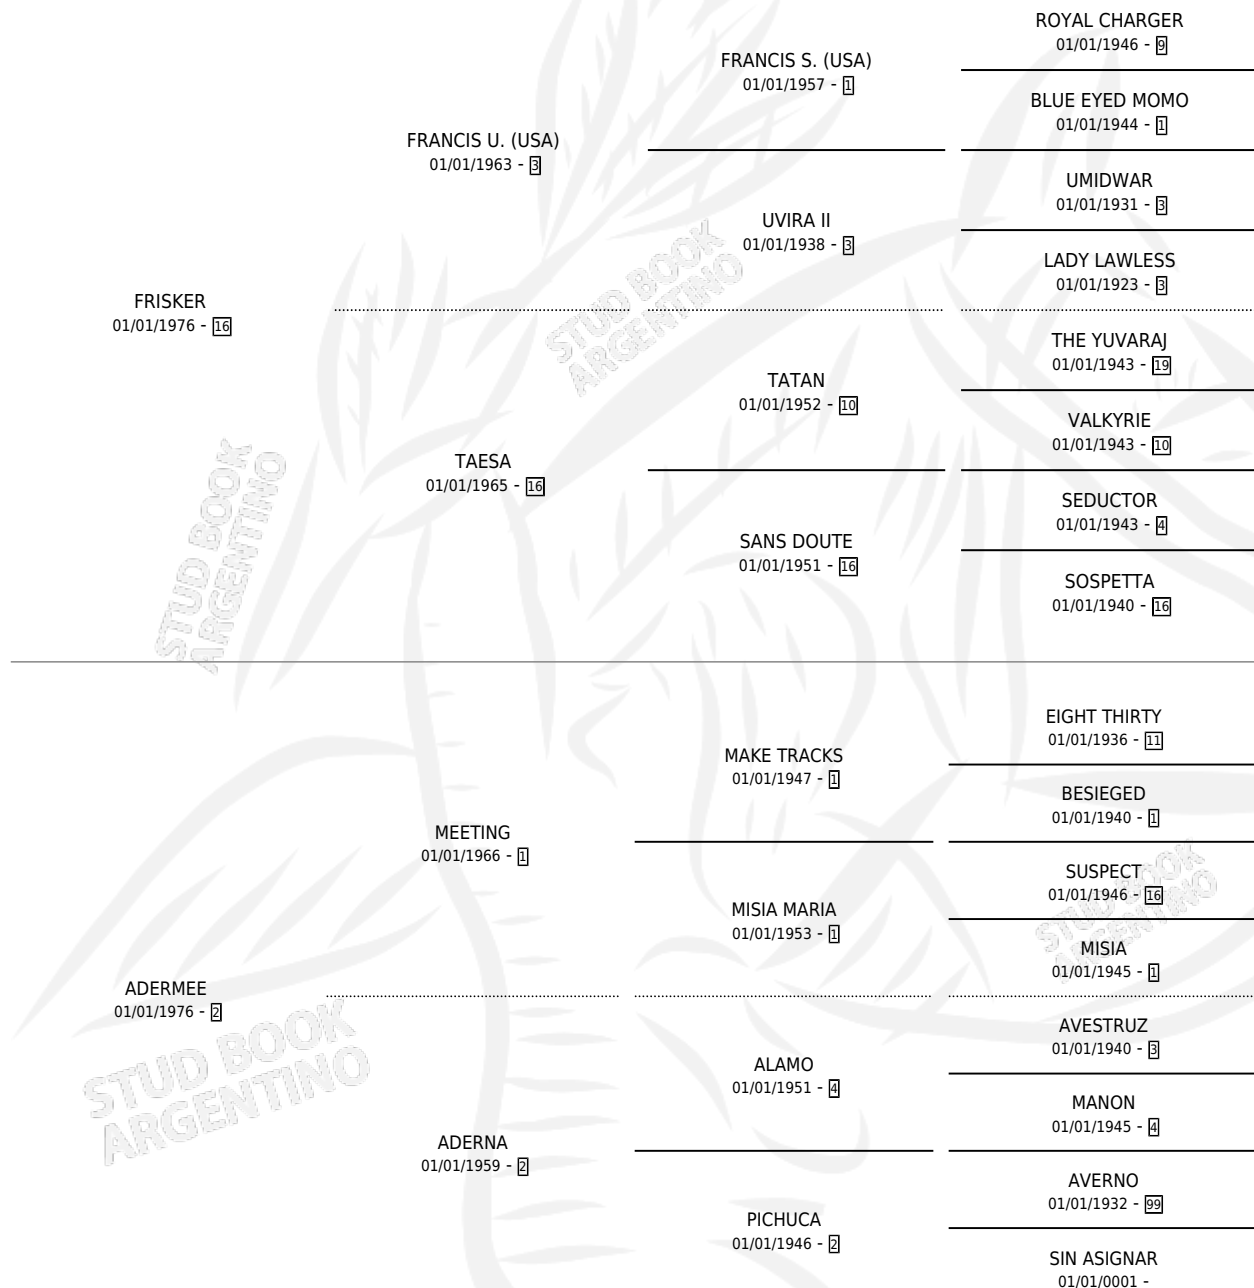 ROYAL CHARGER
01/01/1946 - 9
FRANCIS S. (USA)
01/01/1957 - 1
BLUE EYED MOMO
01/01/1944 - 1
FRANCIS U. (USA)
01/01/1963 - 3
UMIDWAR
01/01/1931 - 3
UVIRA II
01/01/1938 - 3
LADY LAWLESS
01/01/1923 - 3
FRISKER
01/01/1976 - 16
THE YUVARAJ
01/01/1943 - 19
TATAN
01/01/1952 - 10
VALKYRIE
01/01/1943 - 10
TAESA
01/01/1965 - 16
SEDUCTOR
01/01/1943 - 4
SANS DOUTE
01/01/1951 - 16
SOSPETTA
01/01/1940 - 16
EIGHT THIRTY
01/01/1936 - 11
MAKE TRACKS
01/01/1947 - 1
BESIEGED
01/01/1940 - 1
MEETING
01/01/1966 - 1
SUSPECT
01/01/1946 - 16
MISIA MARIA
01/01/1953 - 1
MISIA
01/01/1945 - 1
ADERMEE
01/01/1976 - 2
AVESTRUZ
01/01/1940 - 3
ALAMO
01/01/1951 - 4
MANON
01/01/1945 - 4
ADERNA
01/01/1959 - 2
AVERNO
01/01/1932 - 99
PICHUCA
01/01/1946 - 2
SIN ASIGNAR
01/01/0001 -
STUD BOOK
ARGENTINO
STUD BOOK
ARGENTINO
STUD BOOK
ARGENTINO
STUD BOOK
ARGENTINO